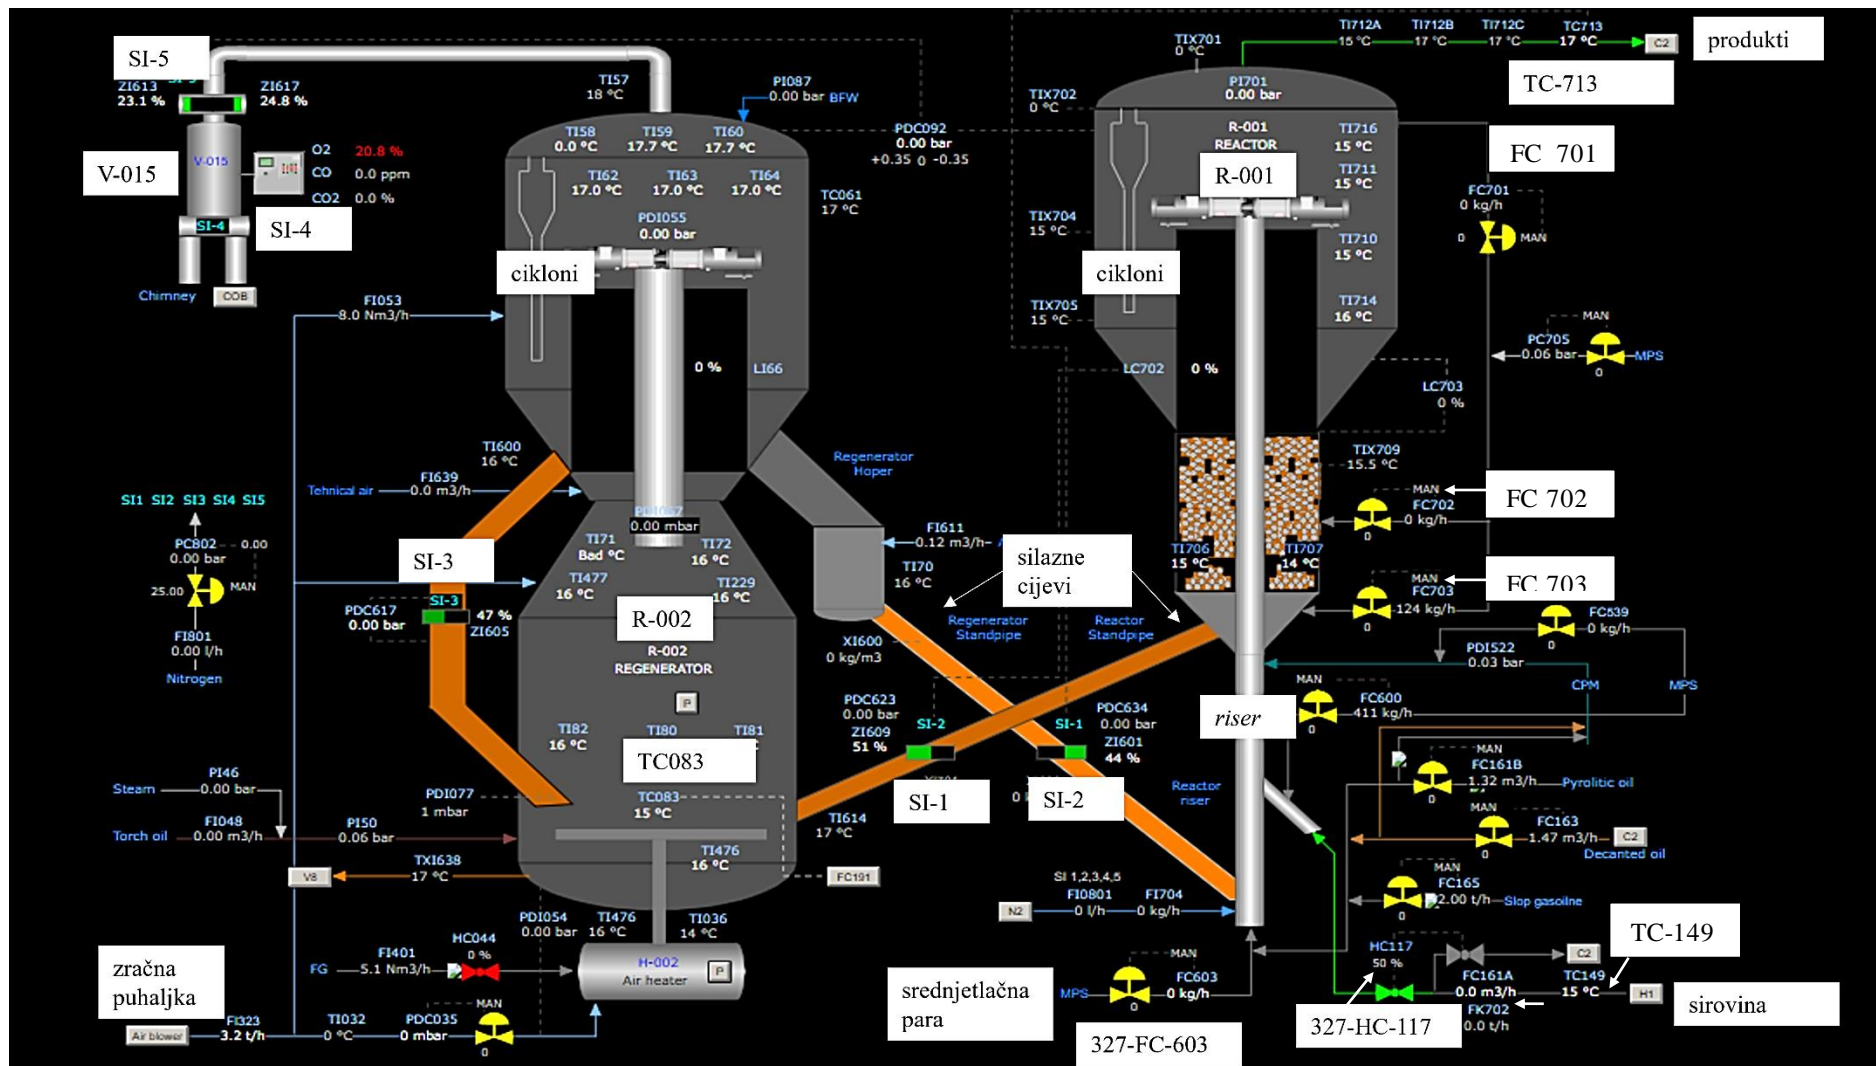 SI-5
ZI613
23.1 %
ZI617
24.8 %
V-015
V-015
O2 20.8 %
CO 0.0 ppm
CO2 0.0 %
SI-4
SI-4
Chimney
COB
TI57
18 °C
PI087
0.00 bar
BFW
TI58
0.0 °C
TI59
17.7 °C
TI60
17.7 °C
TI62
17.0 °C
TI63
17.0 °C
TI64
17.0 °C
TC061
17 °C
PDI055
0.00 bar
cikloni
FI053
8.0 Nm3/h
0 %
LI66
PDC092
0.00 bar
+0.35 0 -0.35
TIX701
0 °C
TIX702
0 °C
PI701
0.00 bar
R-001
REACTOR
R-001
TI712A
15 °C
TI712B
17 °C
TI712C
17 °C
TC713
17 °C
C2
produkti
TC-713
TI716
15 °C
TI711
15 °C
TI710
15 °C
TI714
16 °C
FC 701
FC701
0 kg/h
0
MAN
TIX704
15 °C
cikloni
TIX705
15 °C
MAN
PC705
0.06 bar
MPS
0
LC702
0 %
LC703
0 %
TI600
16 °C
FI639
Tehnical air
0.0 m3/h
Regenerator
Hoper
TIX709
15.5 °C
MAN
FC702
0 kg/h
0
FC 702
SI1 SI2 SI3 SI4 SI5
PC802
0.00 bar
0.00
25.00
MAN
FI801
0.00 l/h
Nitrogen
0.00 mbar
TI71
Bad °C
TI72
16 °C
TI477
16 °C
TI229
16 °C
SI-3
SI-3
PDC617
0.00 bar
47 %
ZI605
FI611
0.12 m3/h
TI70
16 °C
silazne
cijevi
TI706
15 °C
TI707
14 °C
MAN
FC703
124 kg/h
0
FC 703
R-002
R-002
REGENERATOR
P
Regenerator
Standpipe
Reactor
Standpipe
XI600
0 kg/m3
FC639
0 kg/h
0
PDI522
0.03 bar
CPM
MPS
PDC623
0.00 bar
ZI609
51 %
SI-2
SI-1
PDC634
0.00 bar
ZI601
44 %
SI-1
SI-2
riser
MAN
FC600
411 kg/h
0
TI82
16 °C
TI80
TI81
TC083
TC083
15 °C
MAN
FC161B
1.32 m3/h
Pyrolitic oil
0
Reactor
riser
PI46
Steam
0.00 bar
PDI077
1 mbar
FI048
Torch oil
0.00 m3/h
PI50
0.06 bar
TI614
17 °C
MAN
FC163
1.47 m3/h
C2
0
Decanted oil
TXI638
V8
17 °C
TI476
16 °C
FC191
MAN
FC165
2.00 t/h
Slop gasoilne
0
SI 1,2,3,4,5
FI0801
FI704
N2
0 l/h
0 kg/h
PDI054
0.00 bar
TI476
16 °C
TI036
14 °C
HC044
0 %
FI401
FG
5.1 Nm3/h
H-002
Air heater
P
zračna
puhaljka
Air blower
FI323
3.2 t/h
TI032
0 °C
PDC035
0 mbar
MAN
0
srednjetlačna
para
MAN
FC603
MPS
0 kg/h
0
327-FC-603
HC117
50 %
C2
TC-149
FC161A
0.0 m3/h
TC149
15 °C
H1
FK702
0.0 t/h
327-HC-117
sirovina